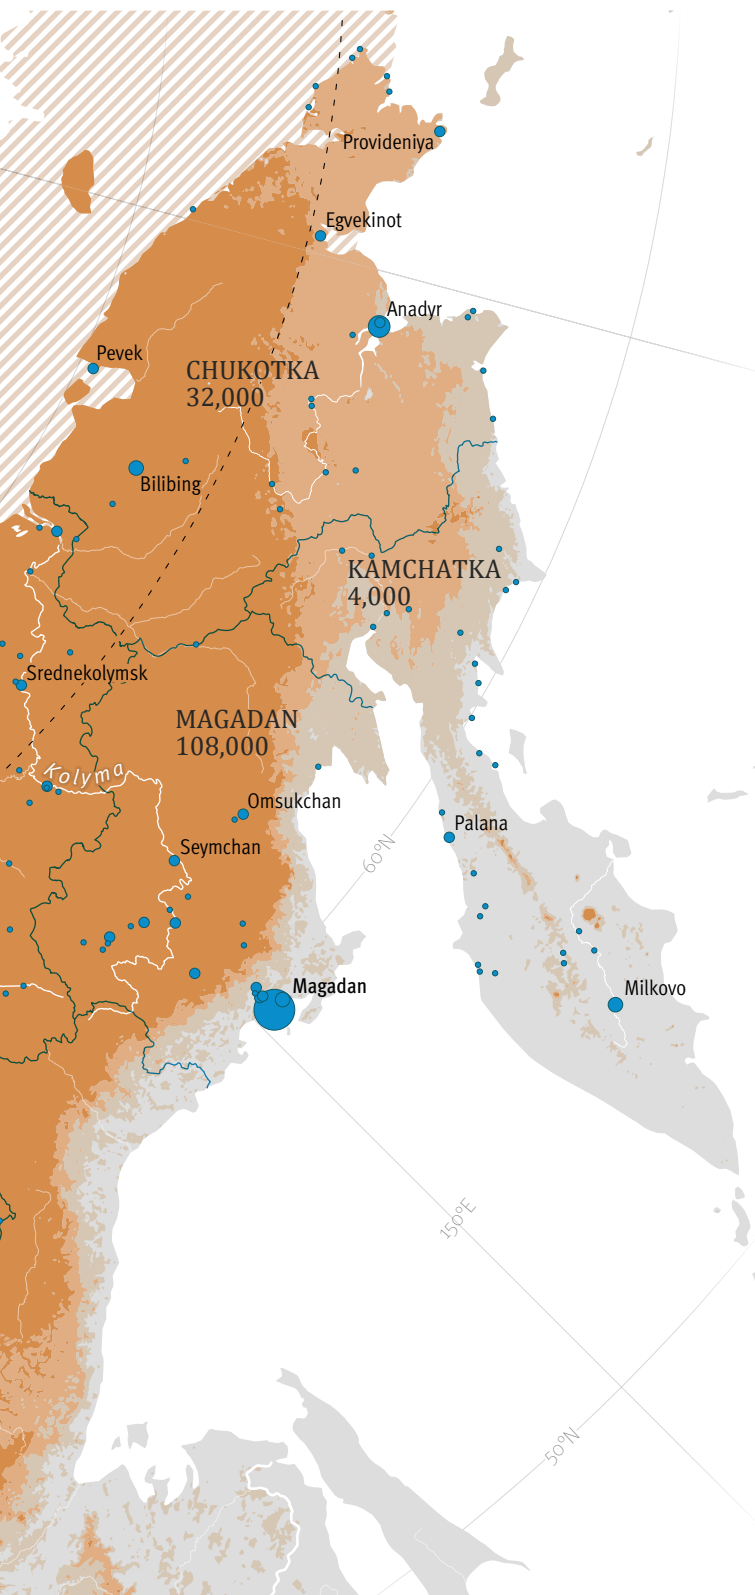 Provideniya
Egvekinot
Anadyr
Pevek
CHUKOTKA
32,000
Bilibing
KAMCHATKA
4,000
Srednekolymsk
MAGADAN
108,000
Kolyma
Omsukchan
Palana
Seymchan
60°N
Magadan
Milkovo
150°E
50°N